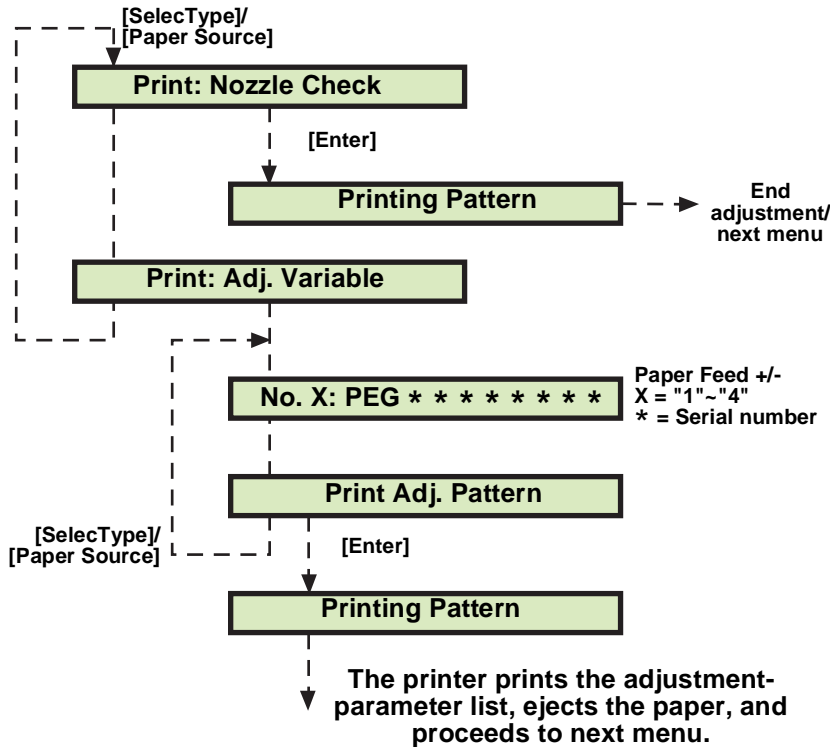 [SelecType]/
[Paper Source]
Print: Nozzle Check
[Enter]
Printing Pattern
End
adjustment/
next menu
Print: Adj. Variable
No. X: PEG * * * * * * * *
Paper Feed +/-
X = "1"~"4"
* = Serial number
Print Adj. Pattern
[SelecType]/
[Paper Source]
[Enter]
Printing Pattern
The printer prints the adjustment-
parameter list, ejects the paper, and
proceeds to next menu.